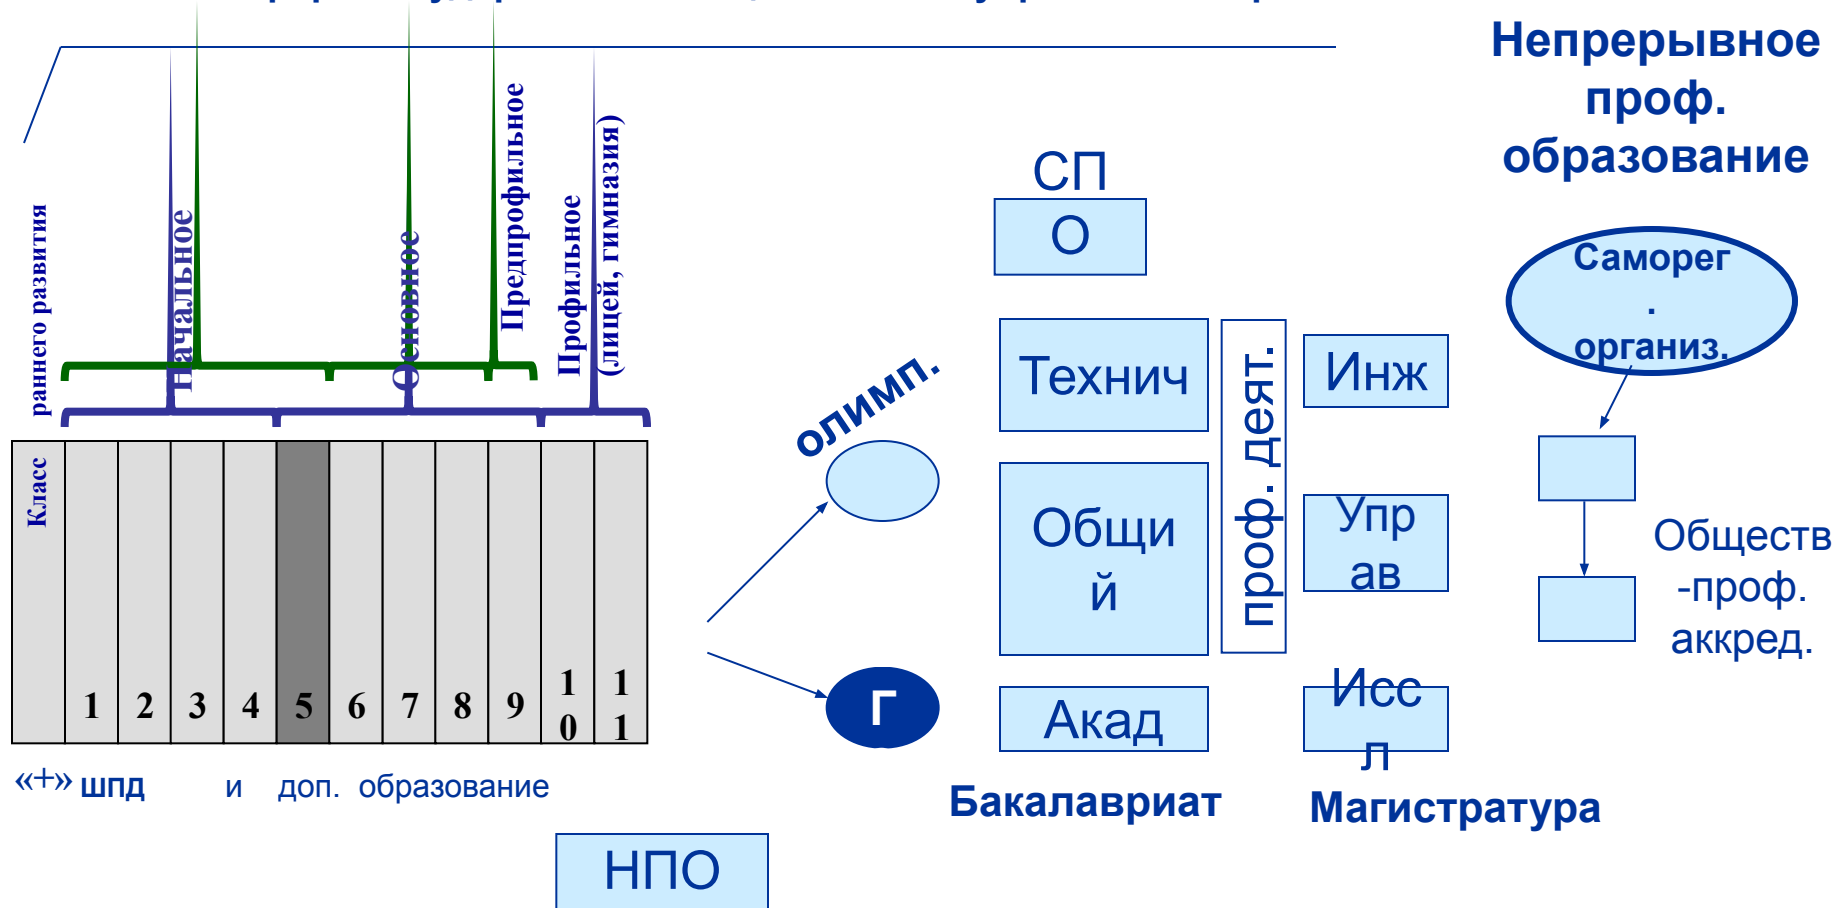 Непрерывное
проф.
образование
СП
О
Саморег
.
организ.
раннего развития
Начальное
Основное
Предпрофильное
Профильное
(лицей, гимназия)
олимп.
Технич
проф. деят.
Инж
Класс
Общи
й
Упр
ав
Обществ
-проф.
аккред.
1 2 3 4 5 6 7 8 9 1
0 1
1
Г
Акад
Исс
л
«+» шпд и доп. образование
Бакалавриат
Магистратура
НПО